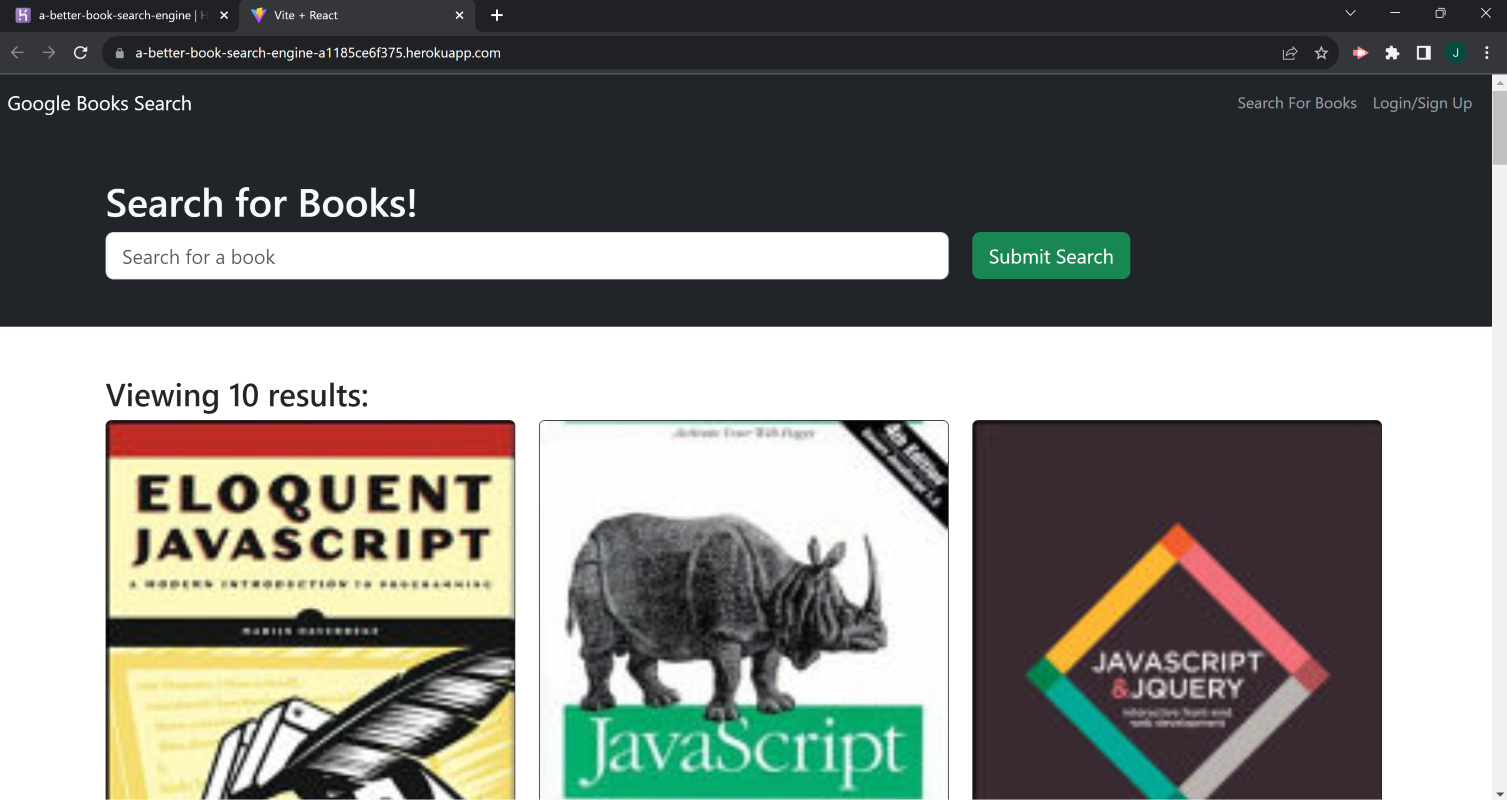 a-better-book-search-engine | H
Vite + React
a-better-book-search-engine-a1185ce6f375.herokuapp.com
J
Google Books Search
Search For Books
Login/Sign Up
Search for Books!
Search for a book
Submit Search
Viewing 10 results:
ELOQUENT
JAVASCRIPT
A MODERN INTRODUCTION TO PROGRAMMING
MARIJN HAVERBEKE
Activate Your Web Pages
4th Edition
JavaScript
JAVASCRIPT
&JQUERY
interactive front-end
web development